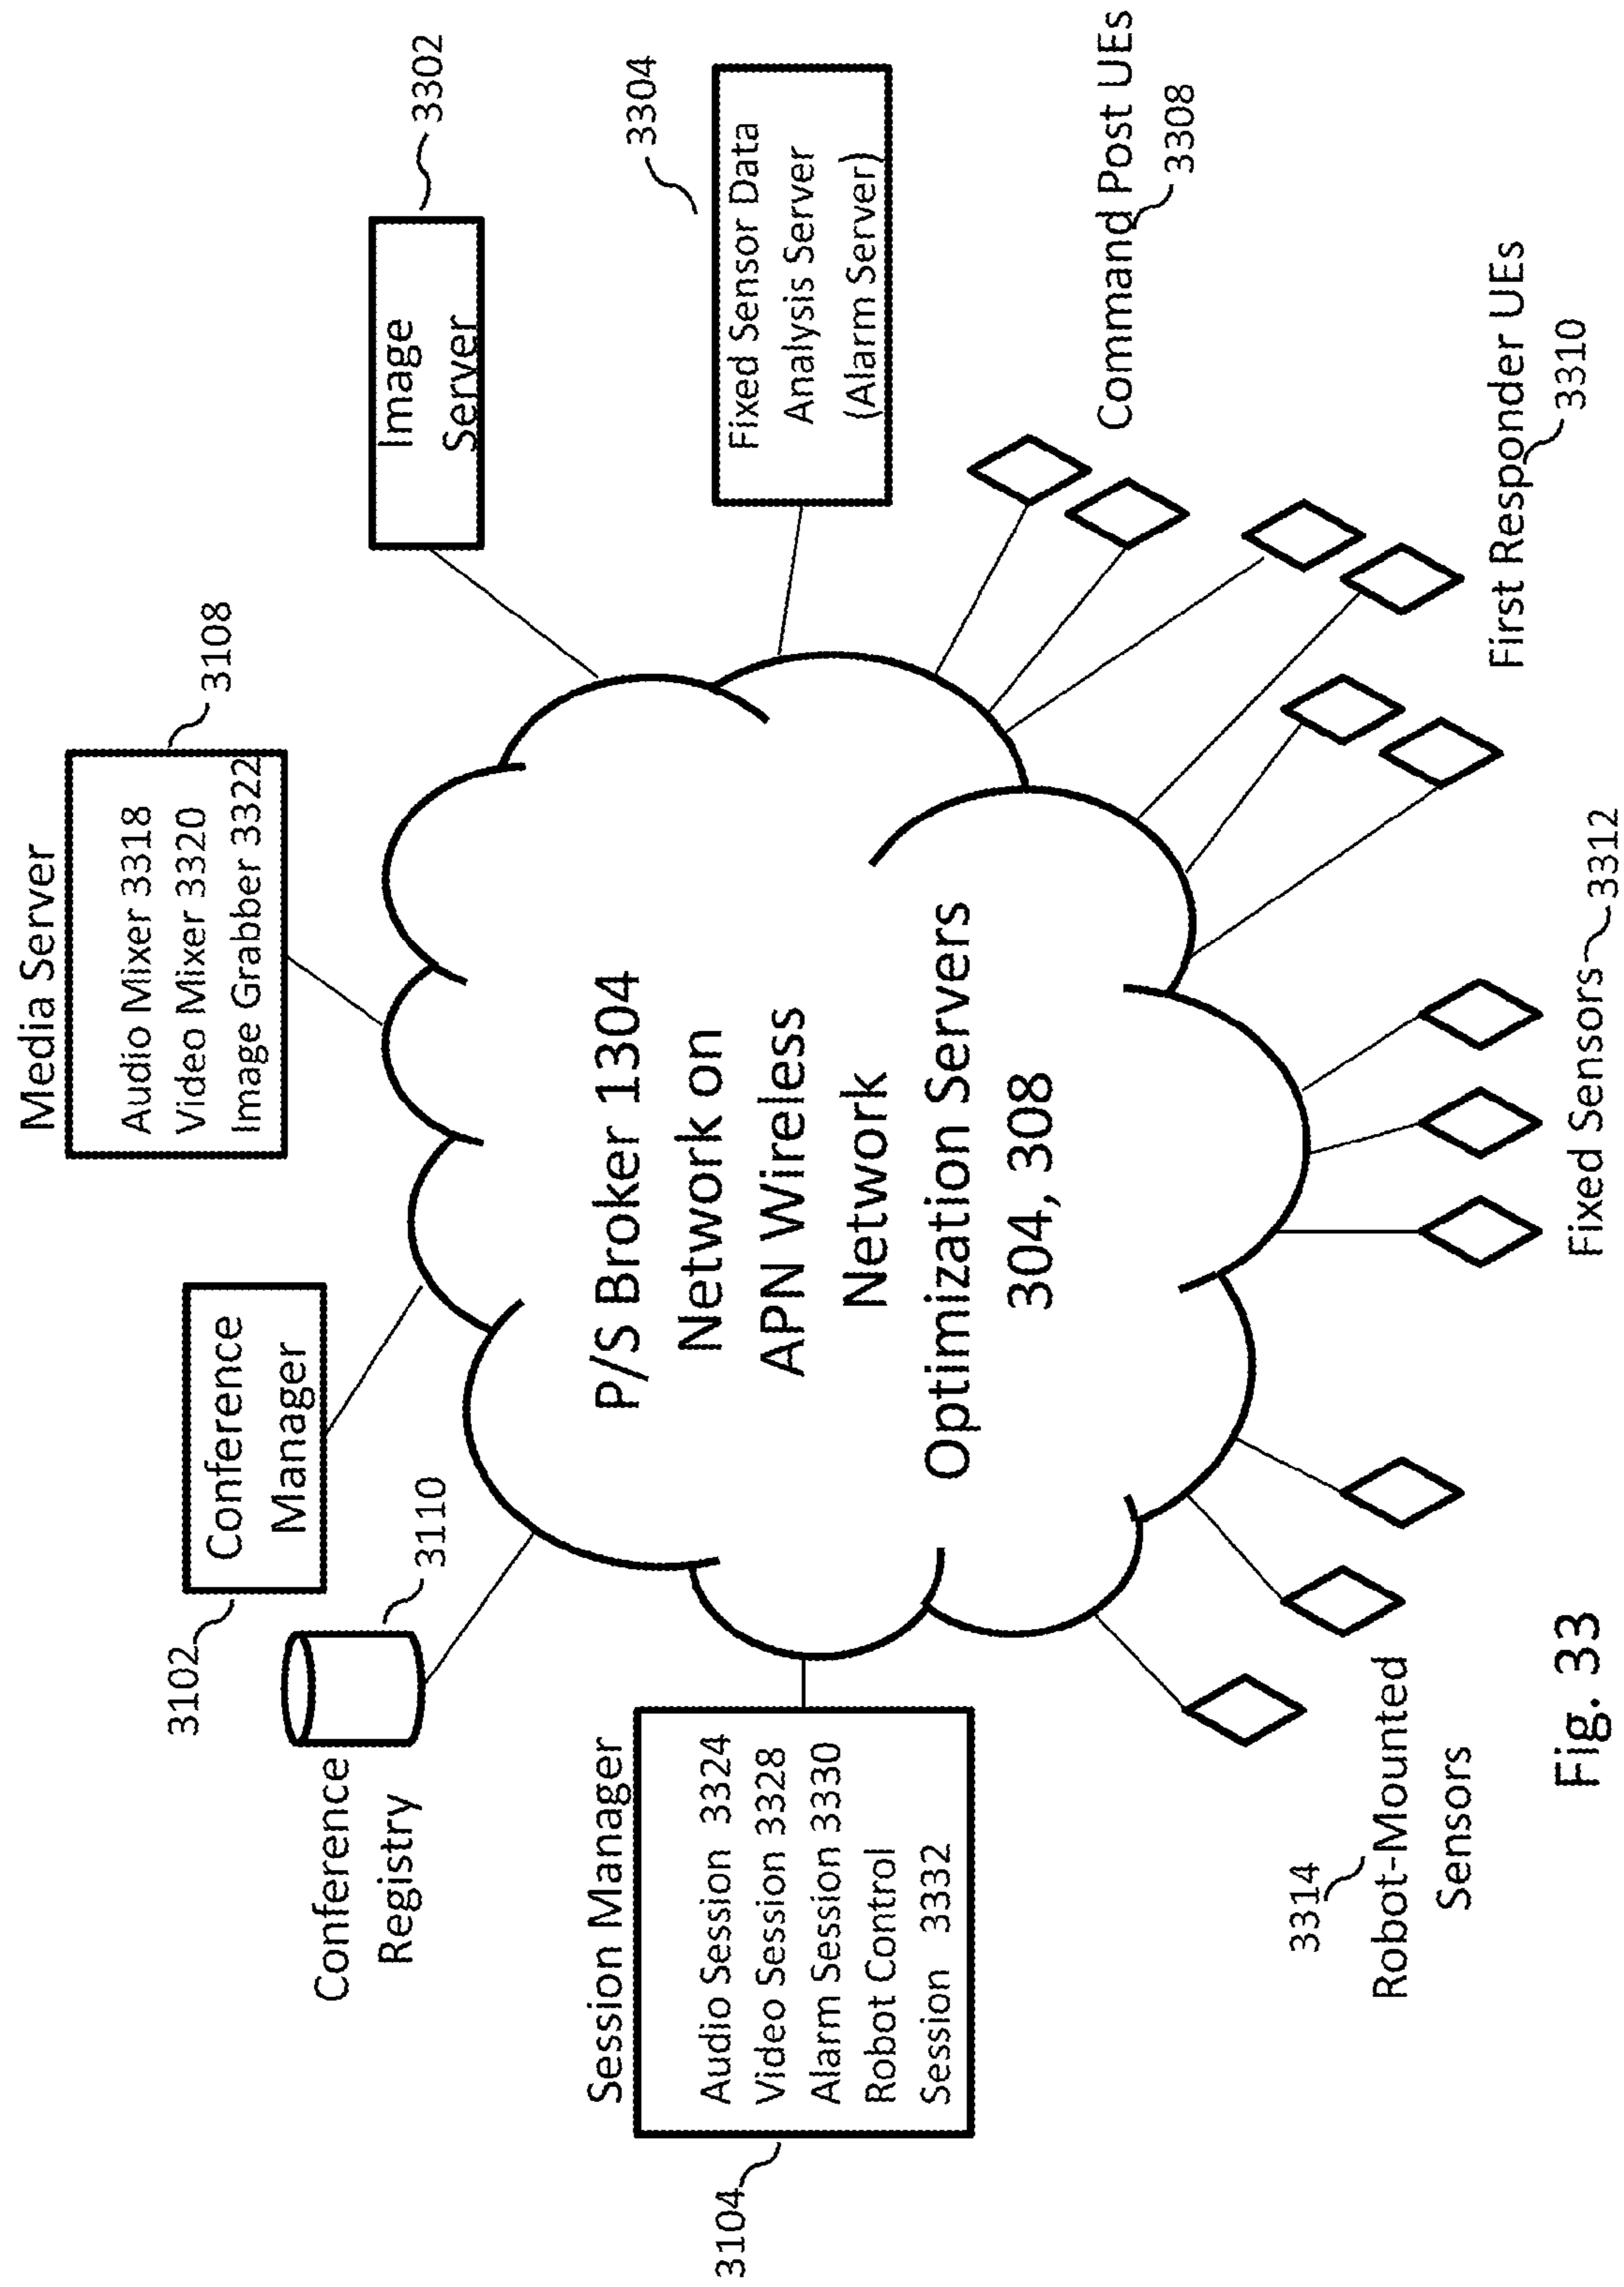 Media Server
3108
Audio Mixer 3318
Video Mixer 3320
Image Grabber 3322
3102
Conference
Manager
Image
Server
3302
Conference
Registry
3110
Session Manager
3104
Audio Session 3324
Video Session 3328
Alarm Session 3330
Robot Control
Session 3332
P/S Broker 1304
Network on
APN Wireless
Network
Optimization Servers
304, 308
3304
Fixed Sensor Data
Analysis Server
(Alarm Server)
Command Post UEs
3308
First Responder UEs
3310
Fixed Sensors
3312
3314
Robot-Mounted
Sensors
Fig. 33